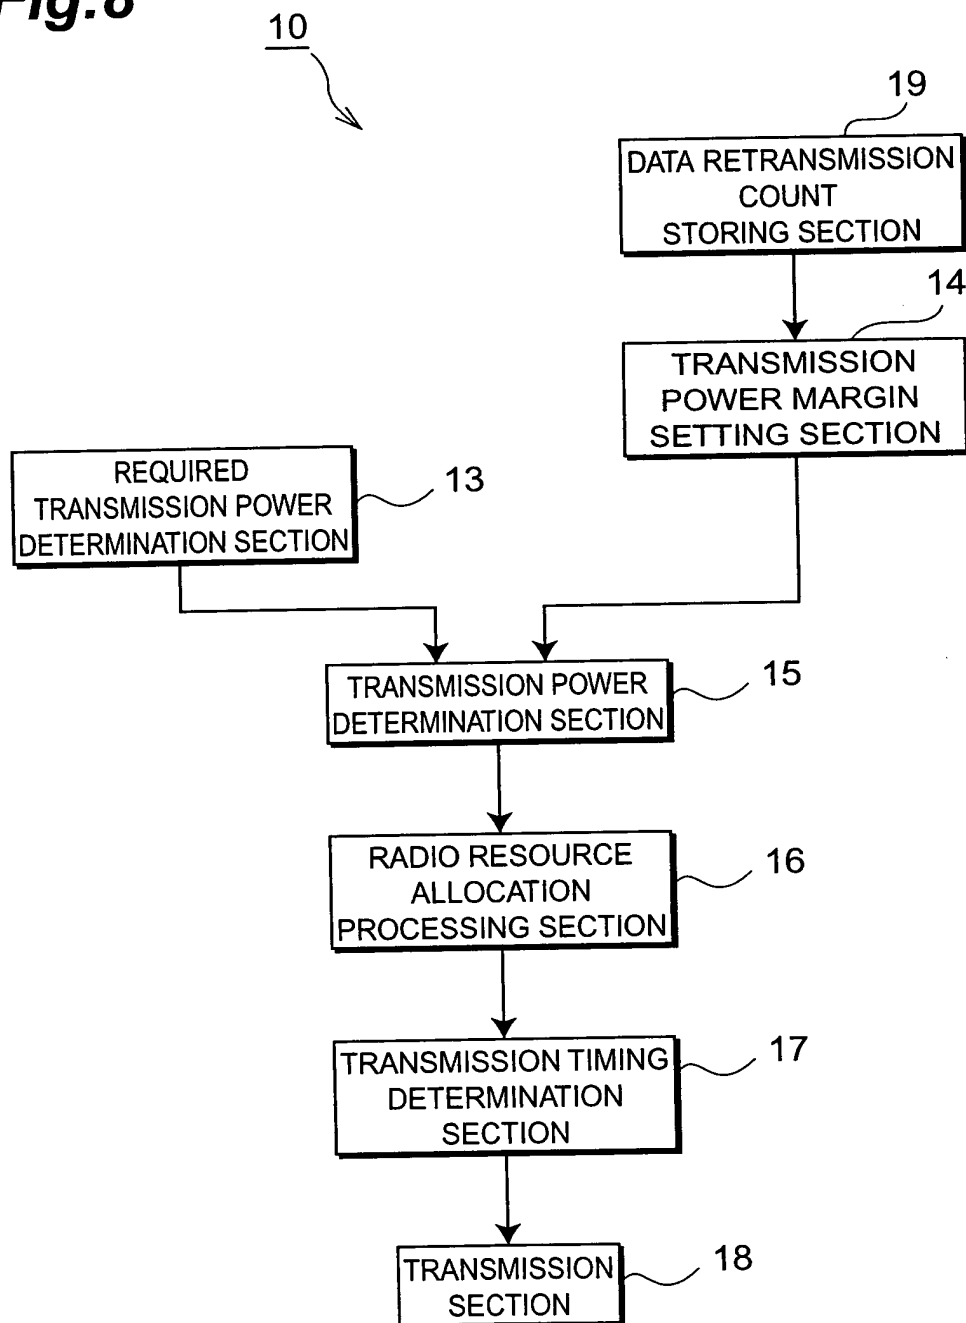 Fig.8
10
19
DATA RETRANSMISSION
COUNT
STORING SECTION
14
TRANSMISSION
POWER MARGIN
SETTING SECTION
REQUIRED
TRANSMISSION POWER
DETERMINATION SECTION
13
TRANSMISSION POWER
DETERMINATION SECTION
15
RADIO RESOURCE
ALLOCATION
PROCESSING SECTION
16
TRANSMISSION TIMING
DETERMINATION
SECTION
17
TRANSMISSION
SECTION
18